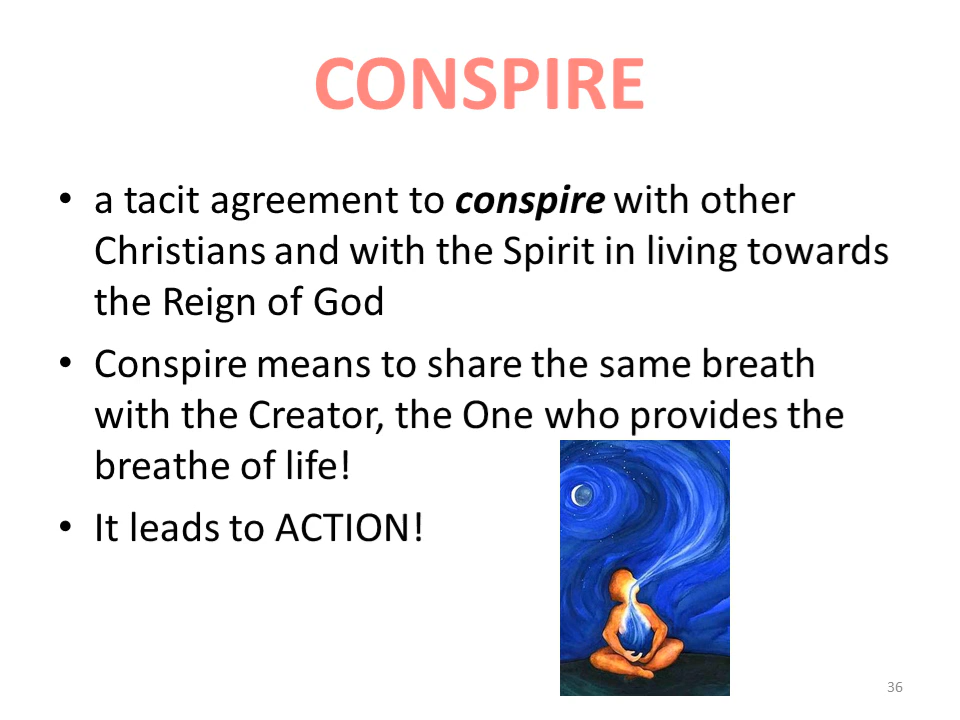 CONSPIRE
• a tacit agreement to conspire with other
Christians and with the Spirit in living towards
the Reign of God
• Conspire means to share the same breath
with the Creator, the One who provides the
breathe of life!
• It leads to ACTION!
36